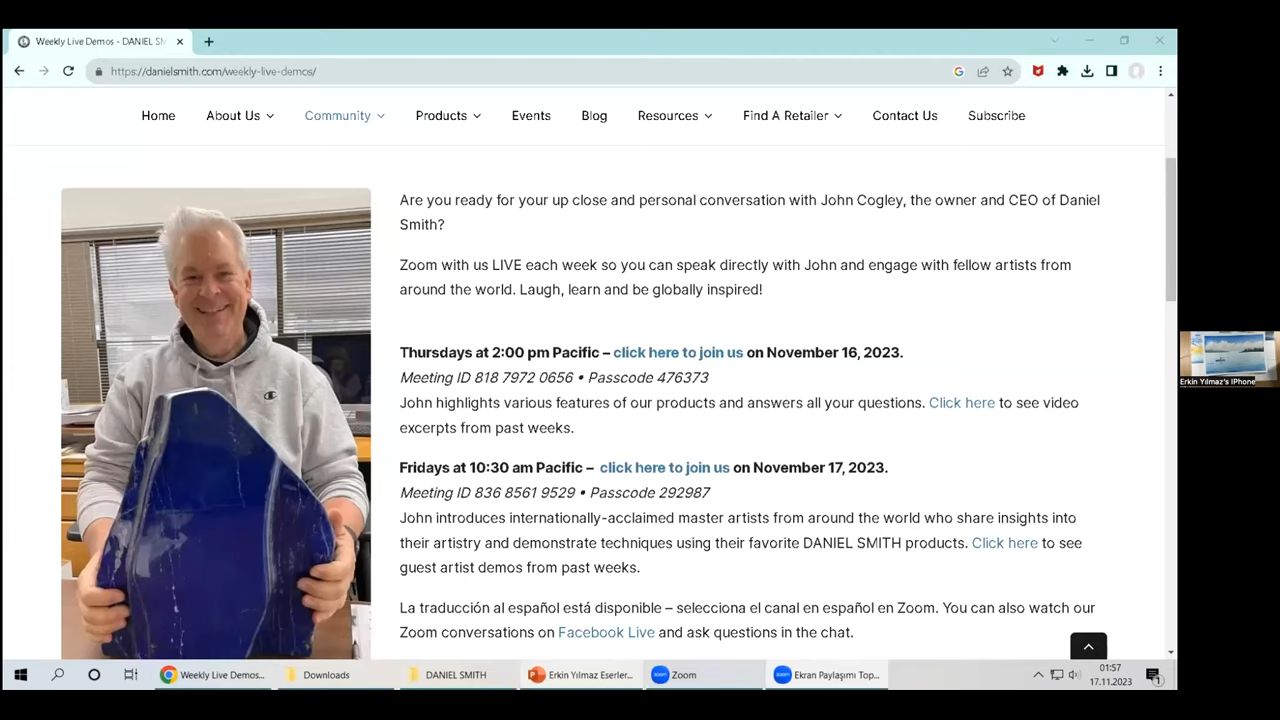 Weekly Live Demos - DANIEL SM
https://danielsmith.com/weekly-live-demos/
Home About Us Community Products Events Blog Resources Find A Retailer Contact Us Subscribe
Are you ready for your up close and personal conversation with John Cogley, the owner and CEO of Daniel
Smith?
Zoom with us LIVE each week so you can speak directly with John and engage with fellow artists from
around the world. Laugh, learn and be globally inspired!
Thursdays at 2:00 pm Pacific – click here to join us on November 16, 2023.
Meeting ID 818 7972 0656 • Passcode 476373
John highlights various features of our products and answers all your questions. Click here to see video
excerpts from past weeks.
Fridays at 10:30 am Pacific – click here to join us on November 17, 2023.
Meeting ID 836 8561 9529 • Passcode 292987
John introduces internationally-acclaimed master artists from around the world who share insights into
their artistry and demonstrate techniques using their favorite DANIEL SMITH products. Click here to see
guest artist demos from past weeks.
La traducción al español está disponible – selecciona el canal en español en Zoom. You can also watch our
Zoom conversations on Facebook Live and ask questions in the chat.
Erkin Yılmaz's IPhone
Weekly Live Demos... Downloads DANIEL SMITH Erkin Yılmaz Eserler... Zoom Ekran Paylaşımı Top...
01:57
17.11.2023